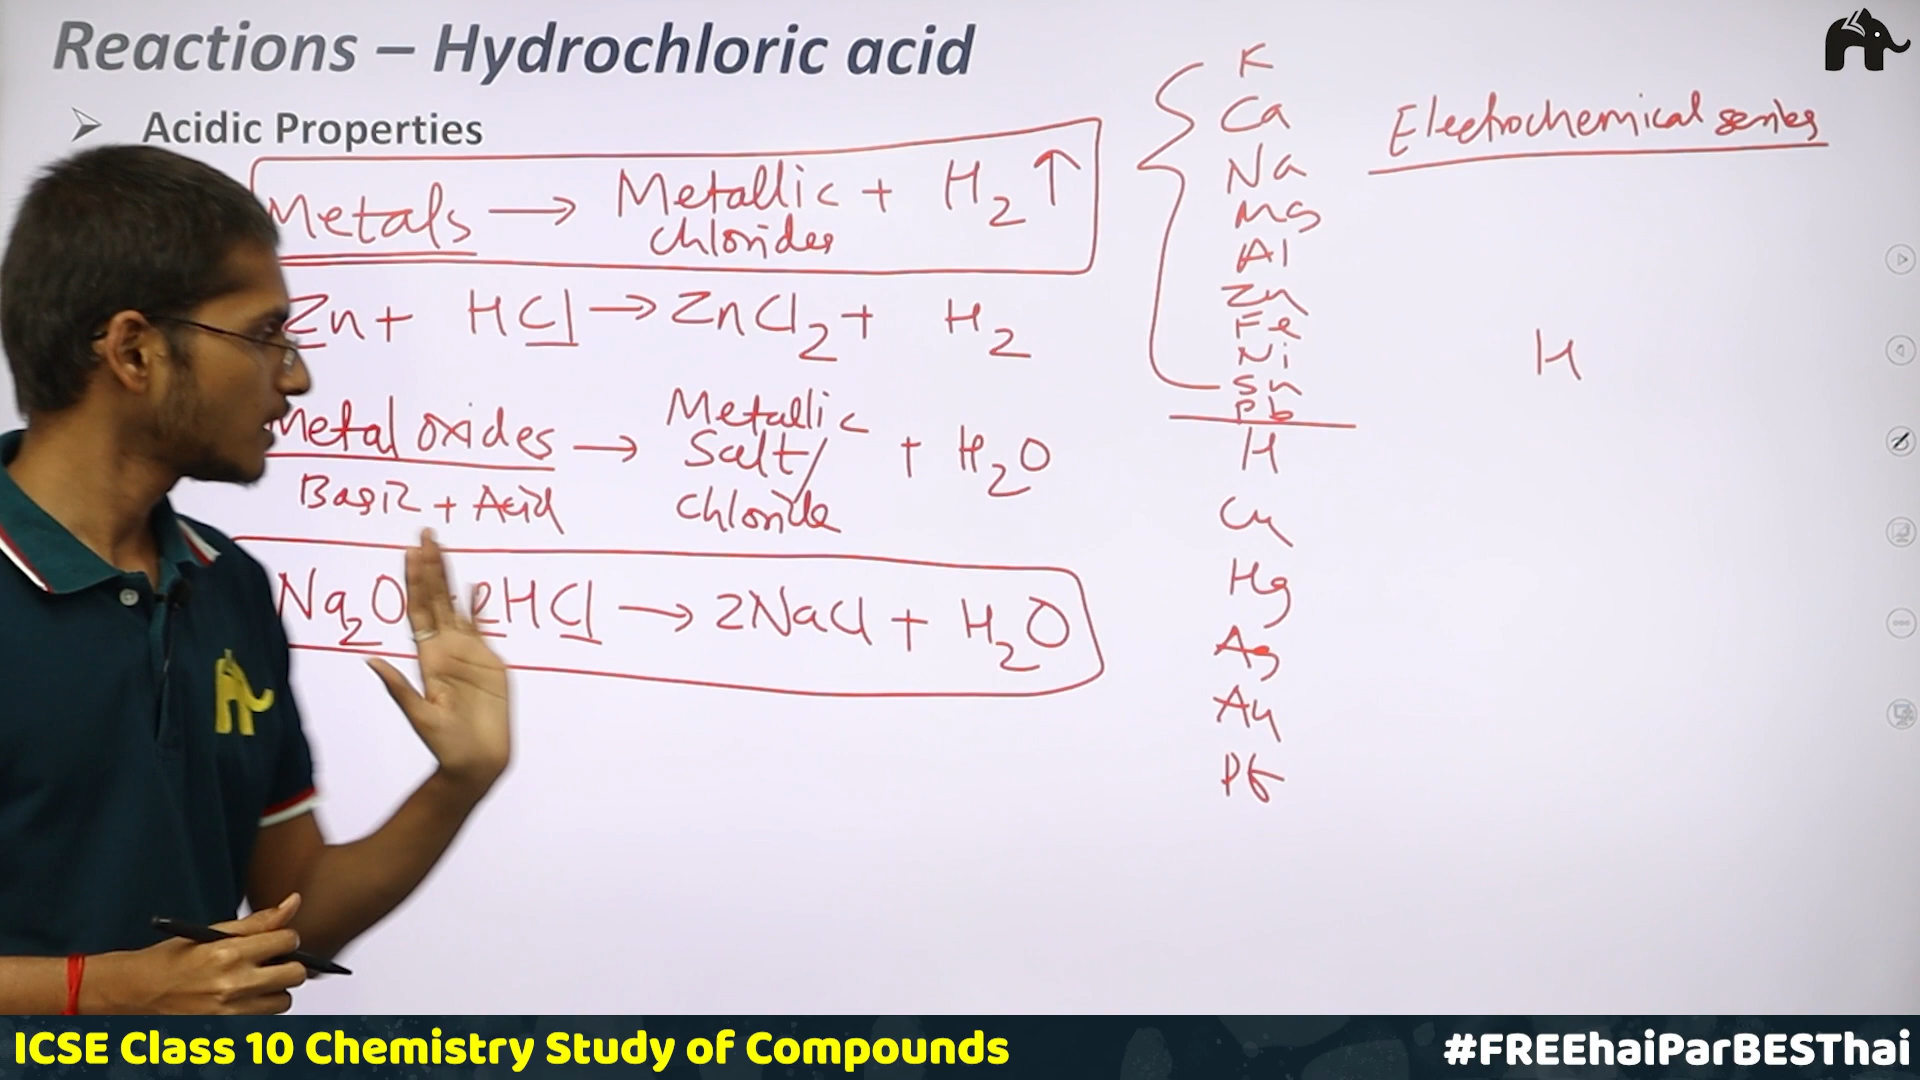 Reactions – Hydrochloric acid
➢ Acidic Properties
Metals → Metallic chlorides + H₂↑
Zn + HCl → ZnCl₂ + H₂
Metal oxides → Metallic Salt/Chloride + H₂O
Basic + Acid
Na₂O 2HCl → 2NaCl + H₂O
Electrochemical series
K
Ca
Na
Mg
Al
Zn
Fe
Ni
Sn
Pb
H
Cu
Hg
Ag
Au
Pt
H
ICSE Class 10 Chemistry Study of Compounds
#FREEhaiParBESThai